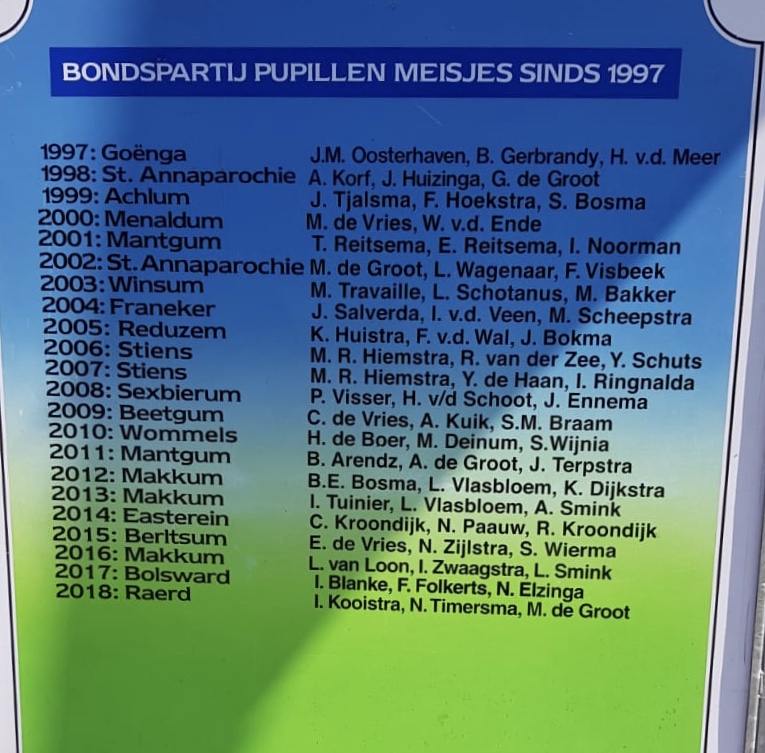 BONDSPARTIJ PUPILLEN MEISJES SINDS 1997
1997: Goënga J.M. Oosterhaven, B. Gerbrandy, H. v.d. Meer
1998: St. Annaparochie A. Korf, J. Huizinga, G. de Groot
1999: Achlum J. Tjalsma, F. Hoekstra, S. Bosma
2000: Menaldum M. de Vries, W. v.d. Ende
2001: Mantgum T. Reitsema, E. Reitsema, I. Noorman
2002: St. Annaparochie M. de Groot, L. Wagenaar, F. Visbeek
2003: Winsum M. Travaille, L. Schotanus, M. Bakker
2004: Franeker J. Salverda, I. v.d. Veen, M. Scheepstra
2005: Reduzem K. Huistra, F. v.d. Wal, J. Bokma
2006: Stiens M. R. Hiemstra, R. van der Zee, Y. Schuts
2007: Stiens M. R. Hiemstra, Y. de Haan, I. Ringnalda
2008: Sexbierum P. Visser, H. v/d Schoot, J. Ennema
2009: Beetgum C. de Vries, A. Kuik, S.M. Braam
2010: Wommels H. de Boer, M. Deinum, S.Wijnia
2011: Mantgum B. Arendz, A. de Groot, J. Terpstra
2012: Makkum B.E. Bosma, L. Vlasbloem, K. Dijkstra
2013: Makkum I. Tuinier, L. Vlasbloem, A. Smink
2014: Easterein C. Kroondijk, N. Paauw, R. Kroondijk
2015: Berltsum E. de Vries, N. Zijlstra, S. Wierma
2016: Makkum L. van Loon, I. Zwaagstra, L. Smink
2017: Bolsward I. Blanke, F. Folkerts, N. Elzinga
2018: Raerd I. Kooistra, N. Timersma, M. de Groot